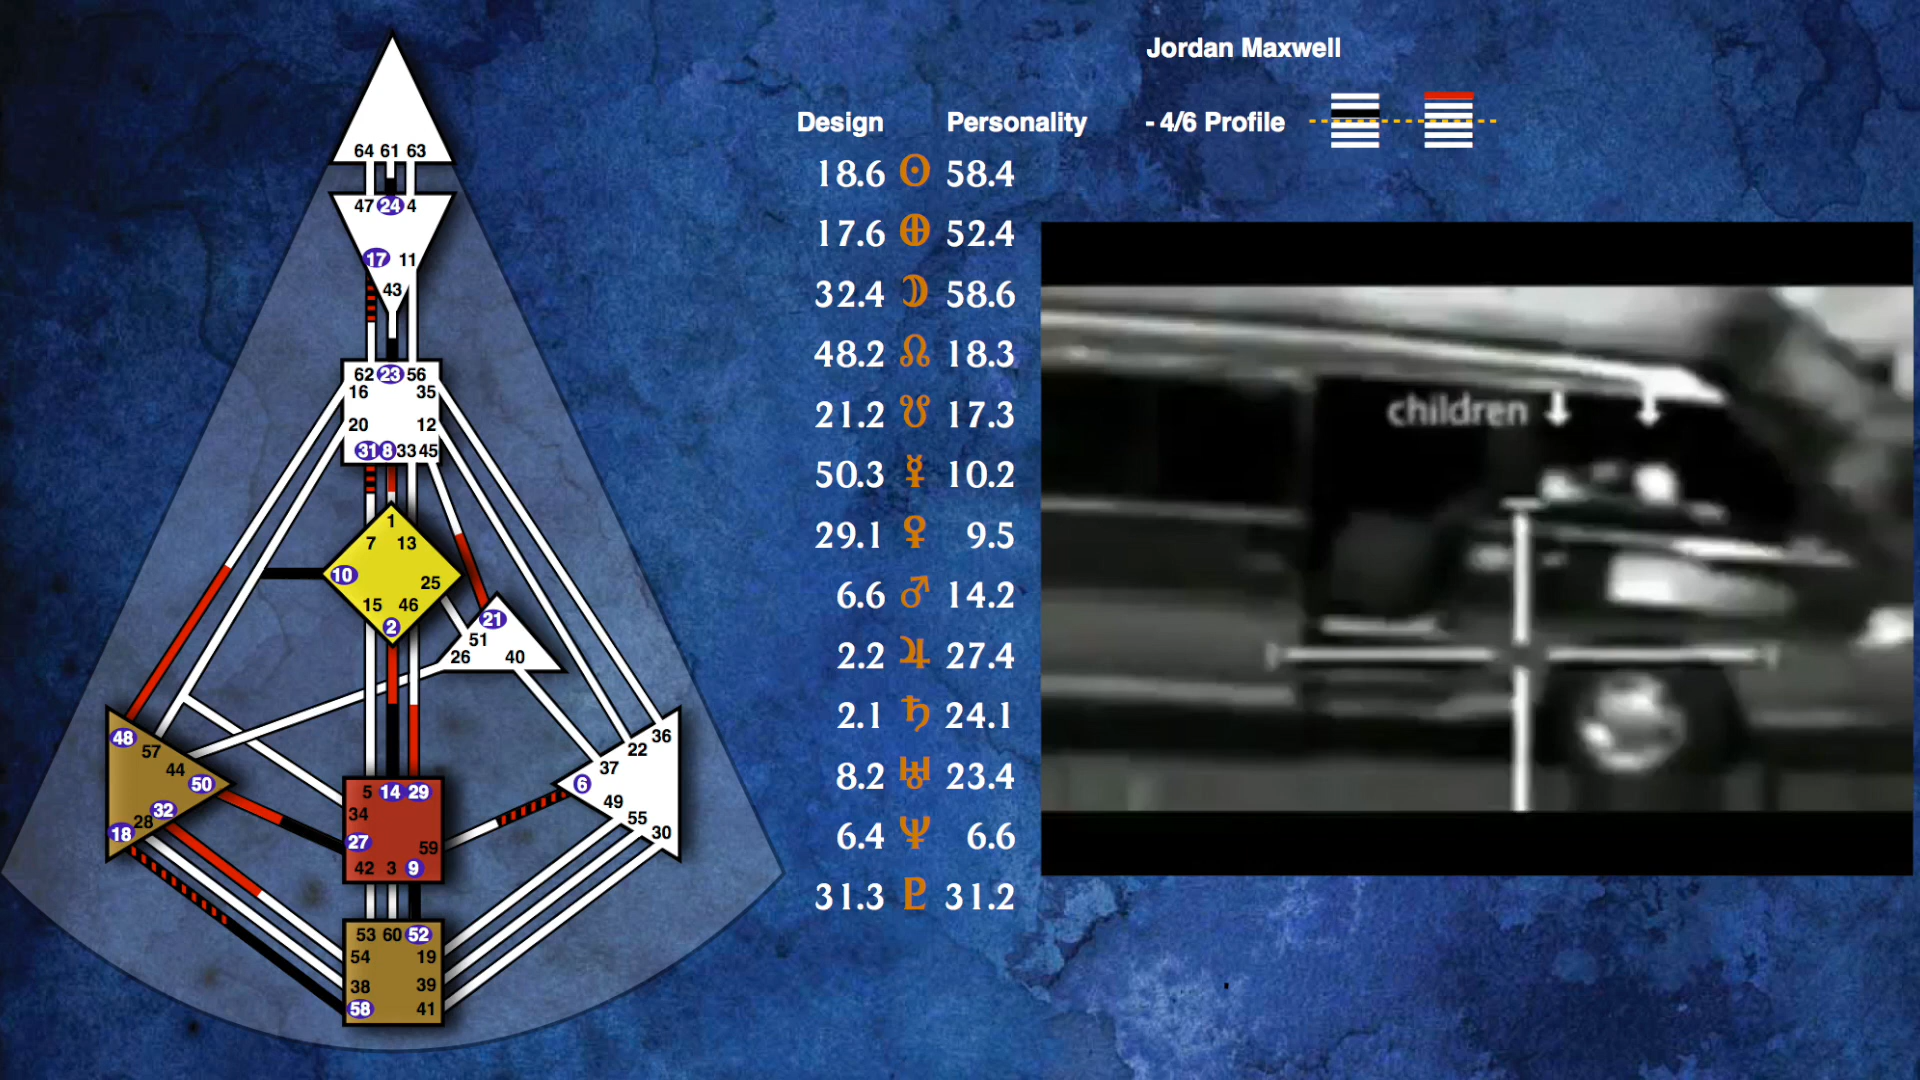 Jordan Maxwell
Design Personality - 4/6 Profile
18.6 ☉ 58.4
17.6 ⊕ 52.4
32.4 ☽ 58.6
48.2 ☊ 18.3
21.2 ☋ 17.3
50.3 ☿ 10.2
29.1 ♀ 9.5
6.6 ♂ 14.2
2.2 ♃ 27.4
2.1 ♄ 24.1
8.2 ♅ 23.4
6.4 ♆ 6.6
31.3 ♇ 31.2
64 61 63
47 24 4
17 11
43
62 23 56
16 35
20 12
31 8 33 45
1
7 13
10 25
15 46
2
21
51
26 40
48
57
44
50
32
28
18
36
22
37
6
49
55
30
5 14 29
34
27 59
42 3 9
53 60 52
54 19
38 39
58 41
children